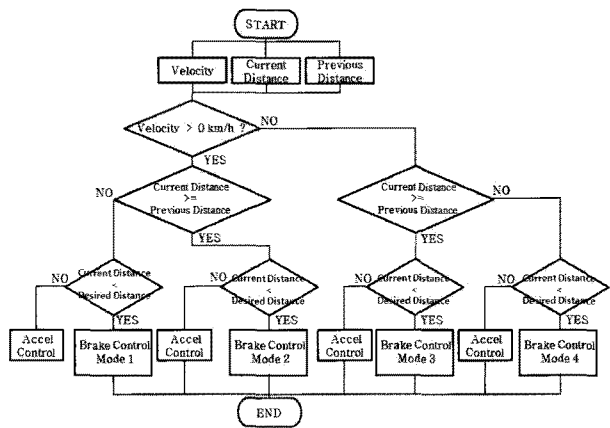 START
Velocity
Current
Distance
Previous
Distance
Velocity > 0 km/h ?
NO
YES
Current Distance
>=
Previous Distance
NO
YES
Current Distance
>=
Previous Distance
NO
YES
Current Distance
<
Desired Distance
NO
YES
Current Distance
<
Desired Distance
NO
YES
Current Distance
<
Desired Distance
NO
YES
Current Distance
<
Desired Distance
NO
YES
Accel
Control
Brake Control
Mode 1
Accel
Control
Brake Control
Mode 2
Accel
Control
Brake Control
Mode 3
Accel
Control
Brake Control
Mode 4
END